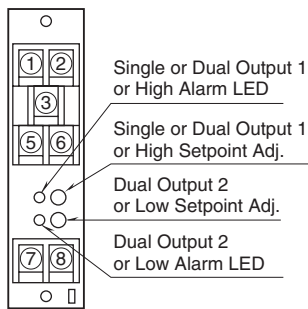 1 2
3
5 6
7 8
Single or Dual Output 1
or High Alarm LED
Single or Dual Output 1
or High Setpoint Adj.
Dual Output 2
or Low Setpoint Adj.
Dual Output 2
or Low Alarm LED